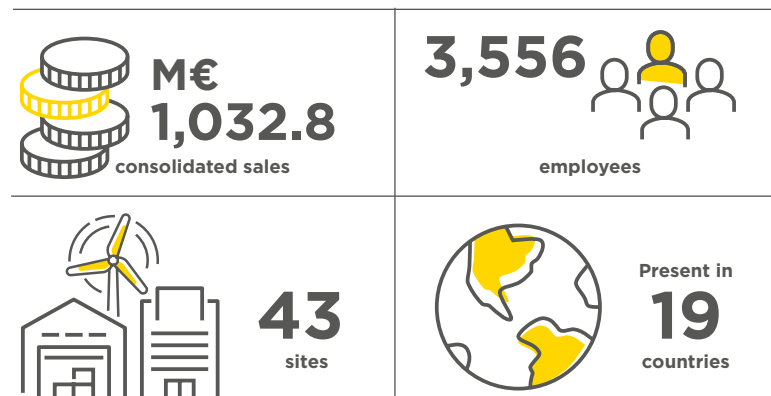 M€
1,032.8
consolidated sales
3,556
employees
43
sites
Present in
19
countries